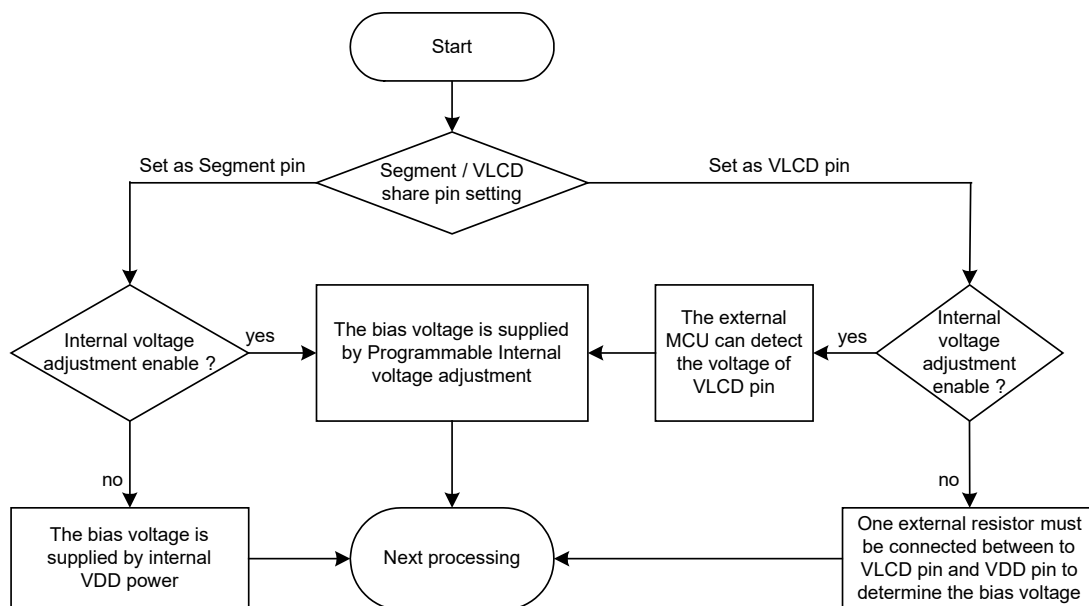 Start
Set as Segment pin
Segment / VLCD
share pin setting
Set as VLCD pin
Internal voltage
adjustment enable ?
yes
The bias voltage is supplied
by Programmable Internal
voltage adjustment
The external
MCU can detect
the voltage of
VLCD pin
yes
Internal
voltage
adjustment
enable ?
no
no
The bias voltage is
supplied by internal
VDD power
Next processing
One external resistor must
be connected between to
VLCD pin and VDD pin to
determine the bias voltage